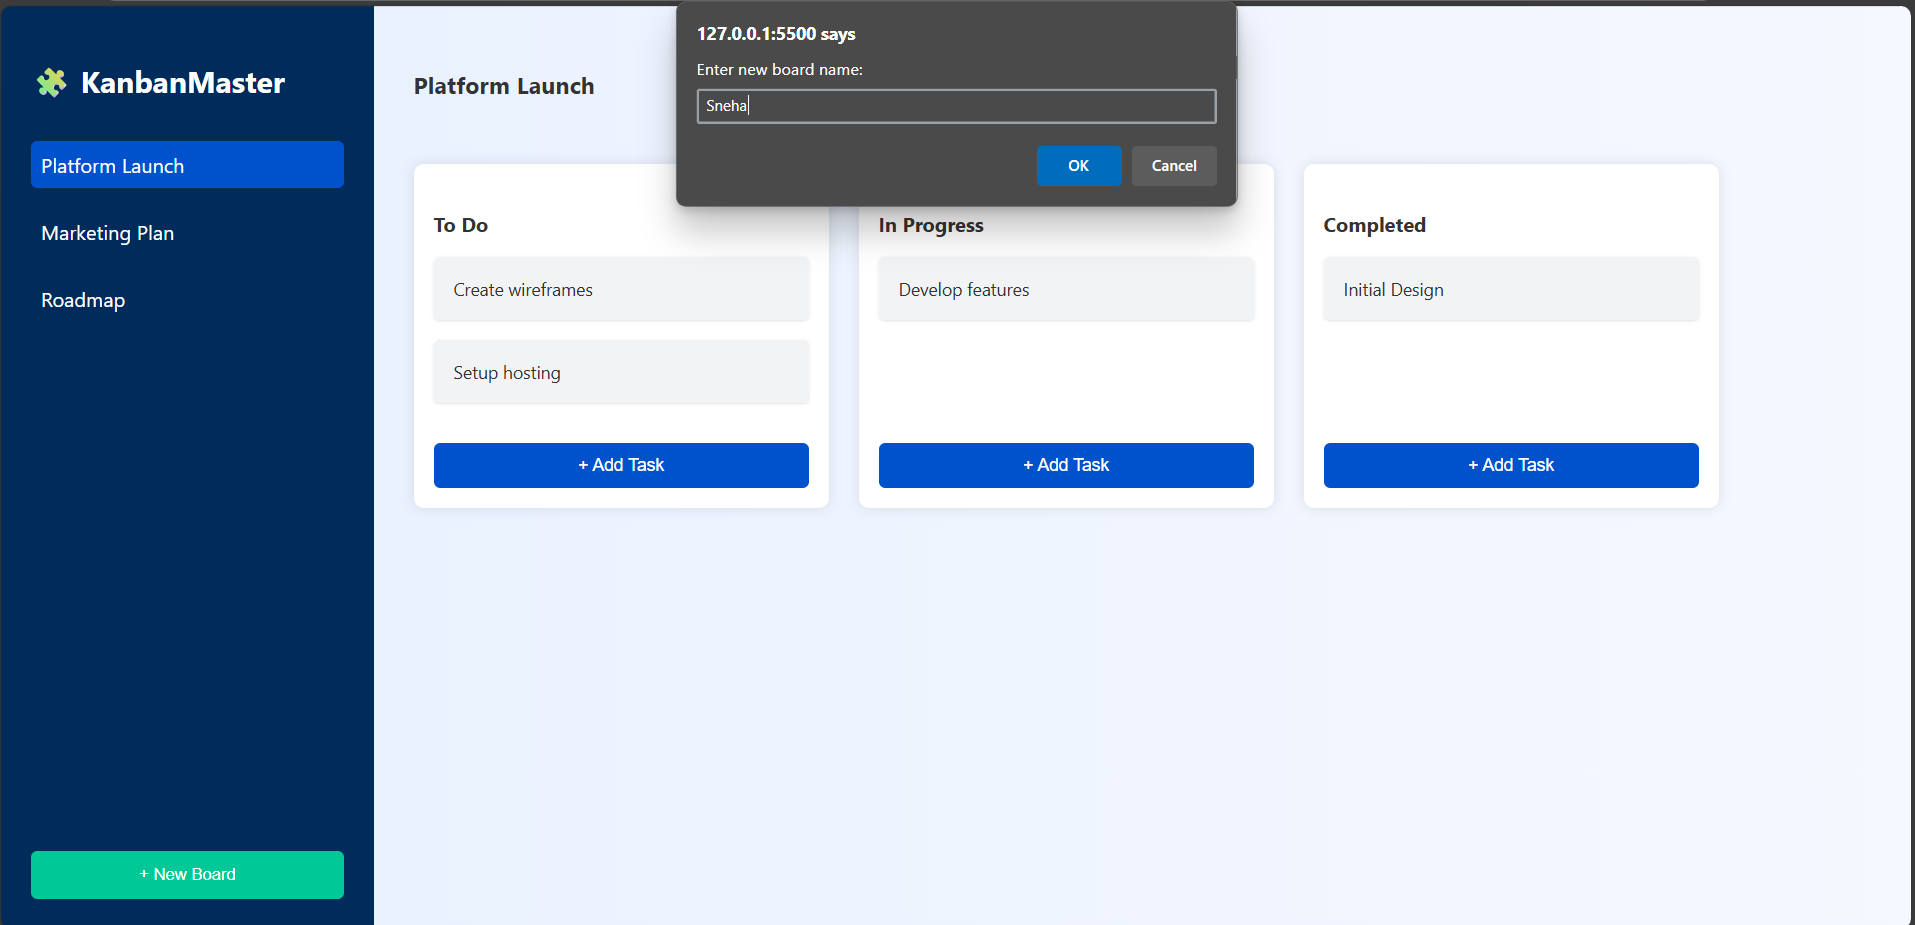 127.0.0.1:5500 says
Enter new board name:
Sneha
OK
Cancel
KanbanMaster
Platform Launch
Marketing Plan
Roadmap
+ New Board
Platform Launch
To Do
Create wireframes
Setup hosting
+ Add Task
In Progress
Develop features
+ Add Task
Completed
Initial Design
+ Add Task